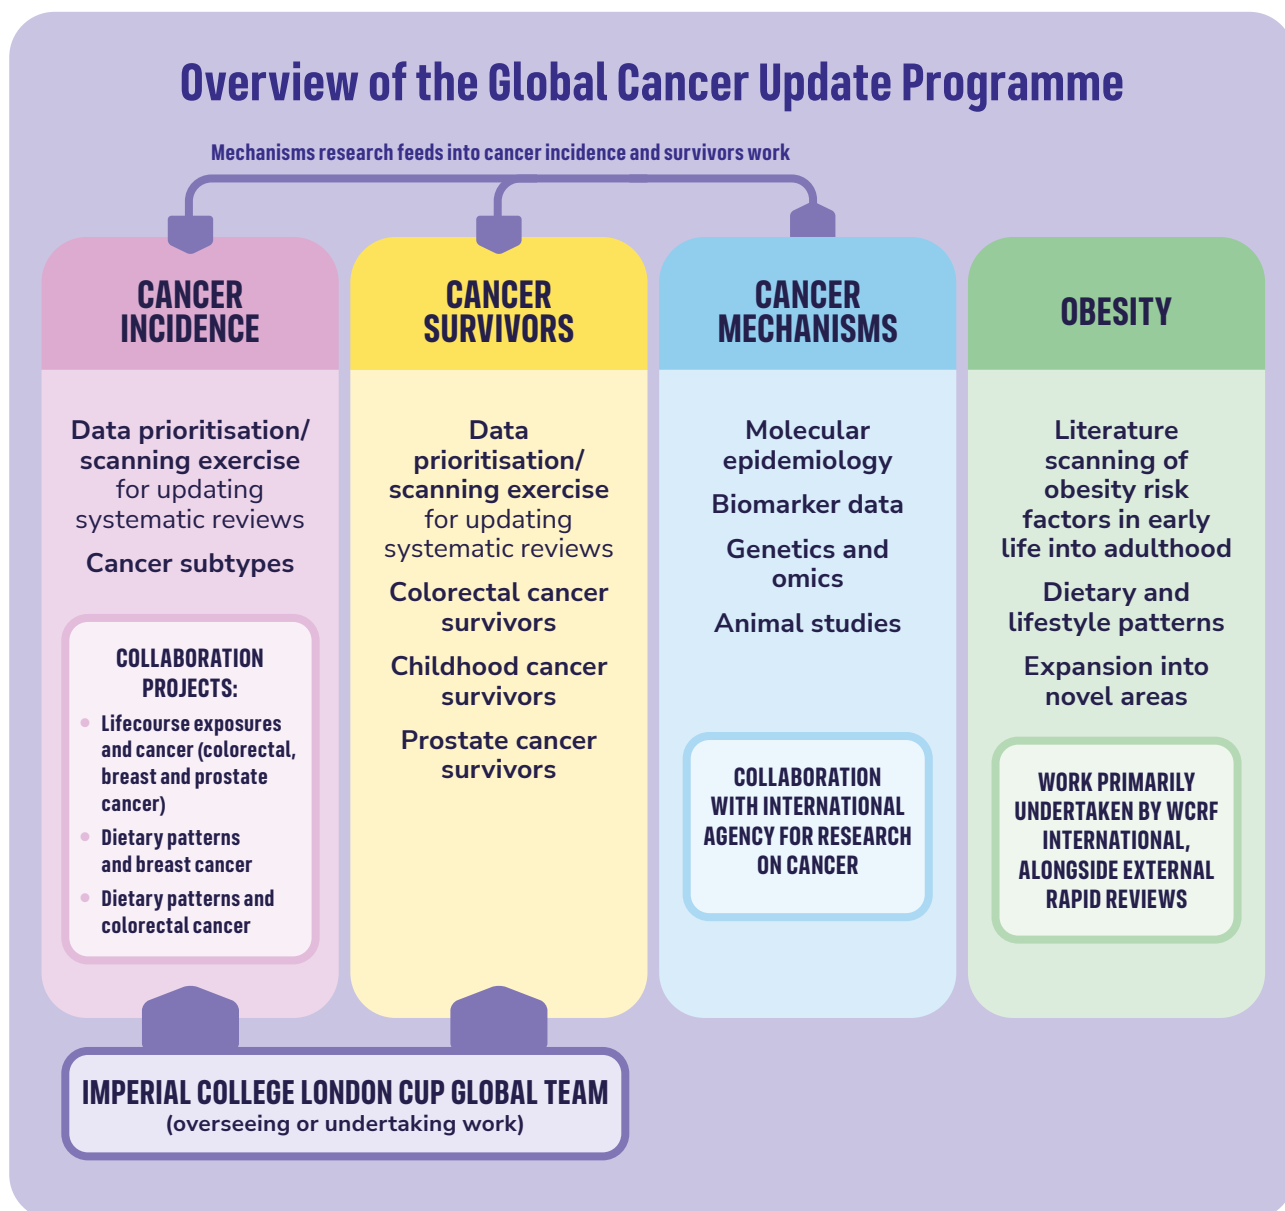 Overview of the Global Cancer Update Programme
Mechanisms research feeds into cancer incidence and survivors work
CANCER
INCIDENCE
Data prioritisation/
scanning exercise
for updating
systematic reviews
Cancer subtypes
COLLABORATION
PROJECTS:
Lifecourse exposures
and cancer (colorectal,
breast and prostate
cancer)
Dietary patterns
and breast cancer
Dietary patterns and
colorectal cancer
CANCER
SURVIVORS
Data
prioritisation/
scanning exercise
for updating
systematic reviews
Colorectal cancer
survivors
Childhood cancer
survivors
Prostate cancer
survivors
CANCER
MECHANISMS
Molecular
epidemiology
Biomarker data
Genetics and
omics
Animal studies
COLLABORATION
WITH INTERNATIONAL
AGENCY FOR RESEARCH
ON CANCER
OBESITY
Literature
scanning of
obesity risk
factors in early
life into adulthood
Dietary and
lifestyle patterns
Expansion into
novel areas
WORK PRIMARILY
UNDERTAKEN BY WCRF
INTERNATIONAL,
ALONGSIDE EXTERNAL
RAPID REVIEWS
IMPERIAL COLLEGE LONDON CUP GLOBAL TEAM
(overseeing or undertaking work)